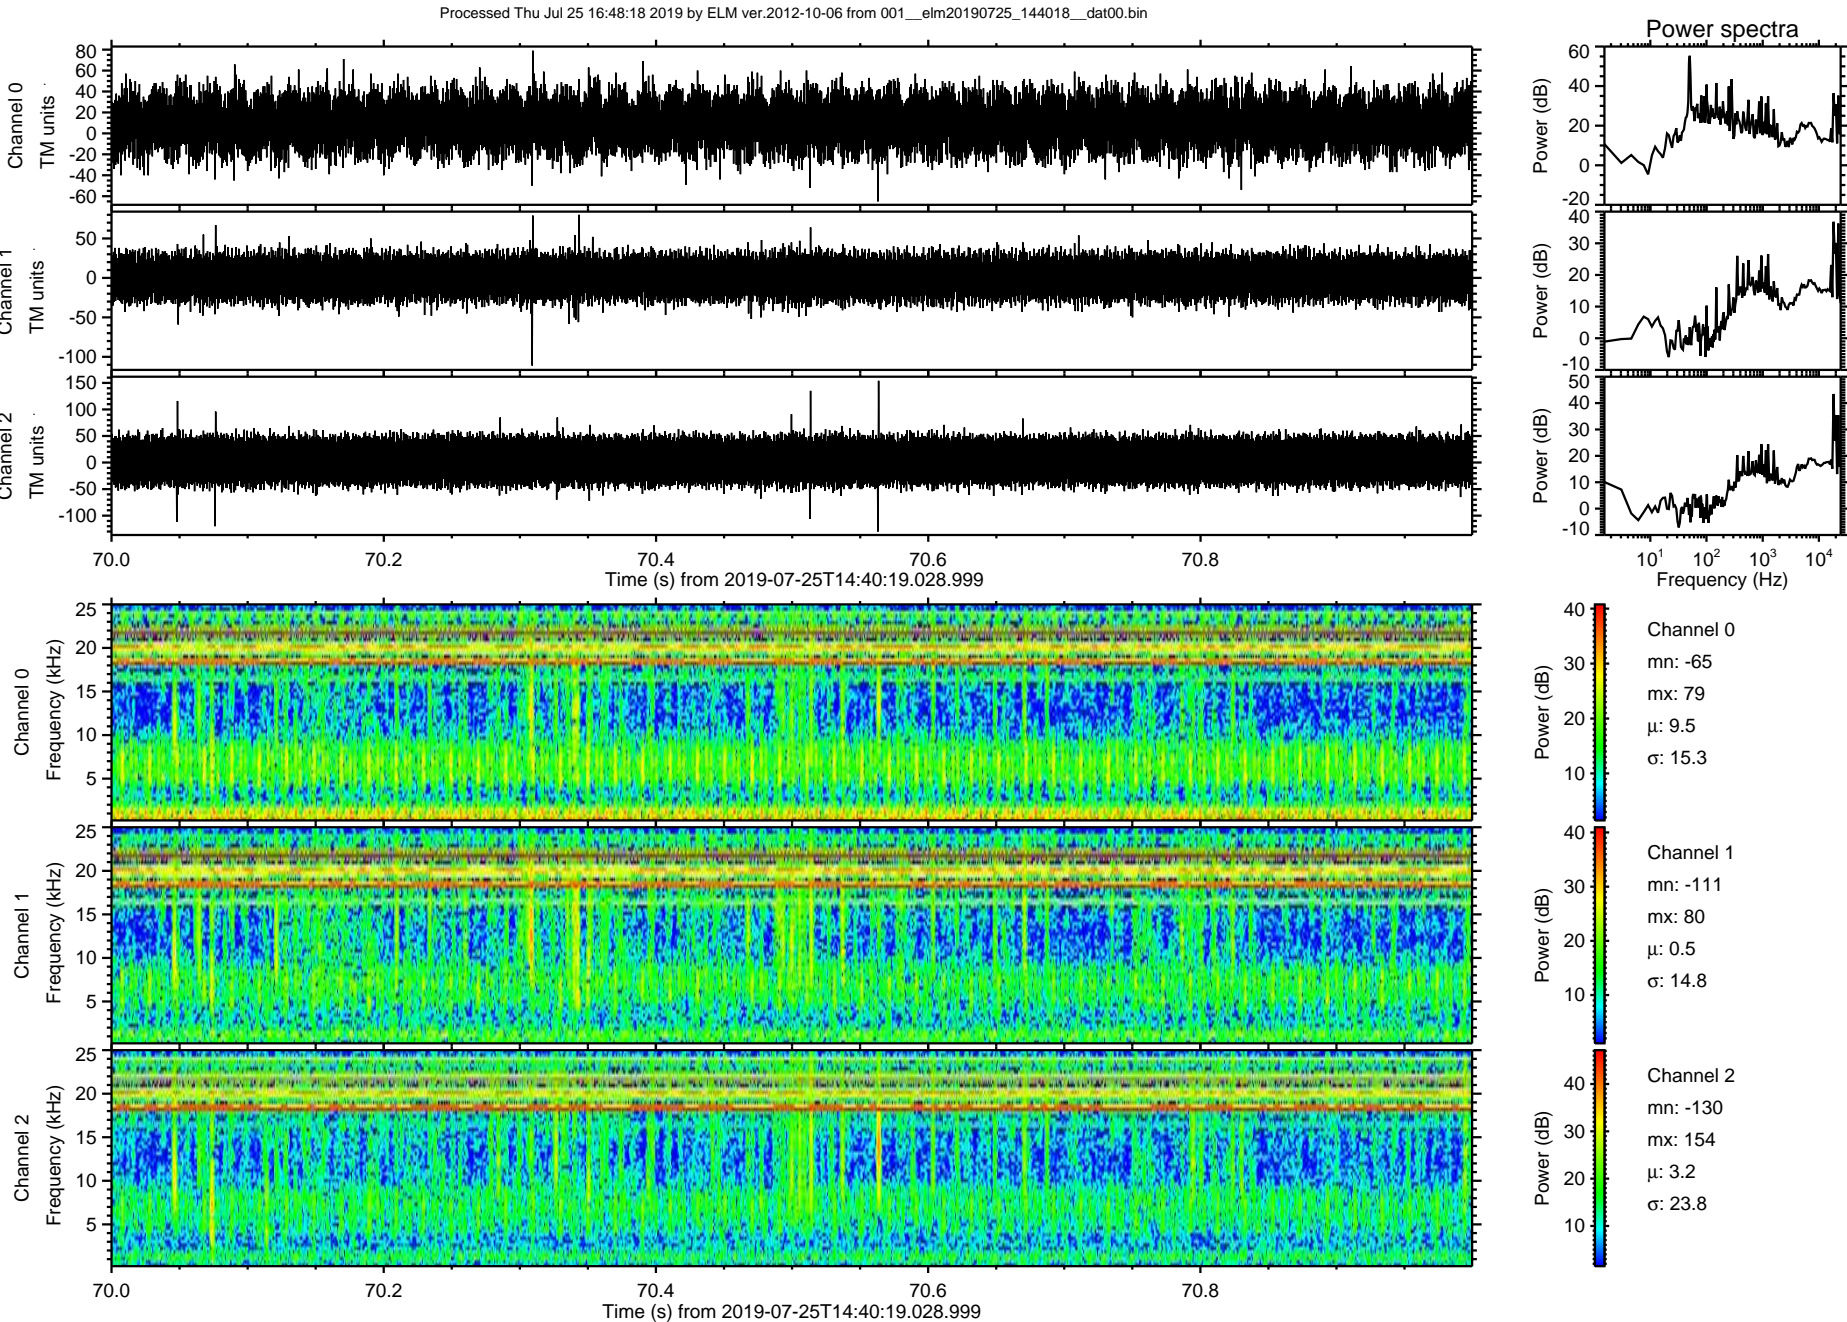 Processed Thu Jul 25 16:48:18 2019 by ELM ver.2012-10-06 from 001__elm20190725_144018__dat00.bin
Power spectra
Channel 0
TM units
80
60
40
20
0
-20
-40
-60
Power (dB)
60
40
20
0
-20
Channel 1
TM units
50
0
-50
-100
Power (dB)
40
30
20
10
0
-10
Channel 2
TM units
150
100
50
0
-50
-100
Power (dB)
50
40
30
20
10
0
-10
70.0 70.2 70.4 70.6 70.8
Time (s) from 2019-07-25T14:40:19.028.999
10¹ 10² 10³ 10⁴
Frequency (Hz)
Channel 0
Frequency (kHz)
25
20
15
10
5
Power (dB)
40
30
20
10
Channel 0
mn: -65
mx: 79
μ: 9.5
σ: 15.3
Channel 1
Frequency (kHz)
25
20
15
10
5
Power (dB)
40
30
20
10
Channel 1
mn: -111
mx: 80
μ: 0.5
σ: 14.8
Channel 2
Frequency (kHz)
25
20
15
10
5
Power (dB)
40
30
20
10
Channel 2
mn: -130
mx: 154
μ: 3.2
σ: 23.8
70.0 70.2 70.4 70.6 70.8
Time (s) from 2019-07-25T14:40:19.028.999